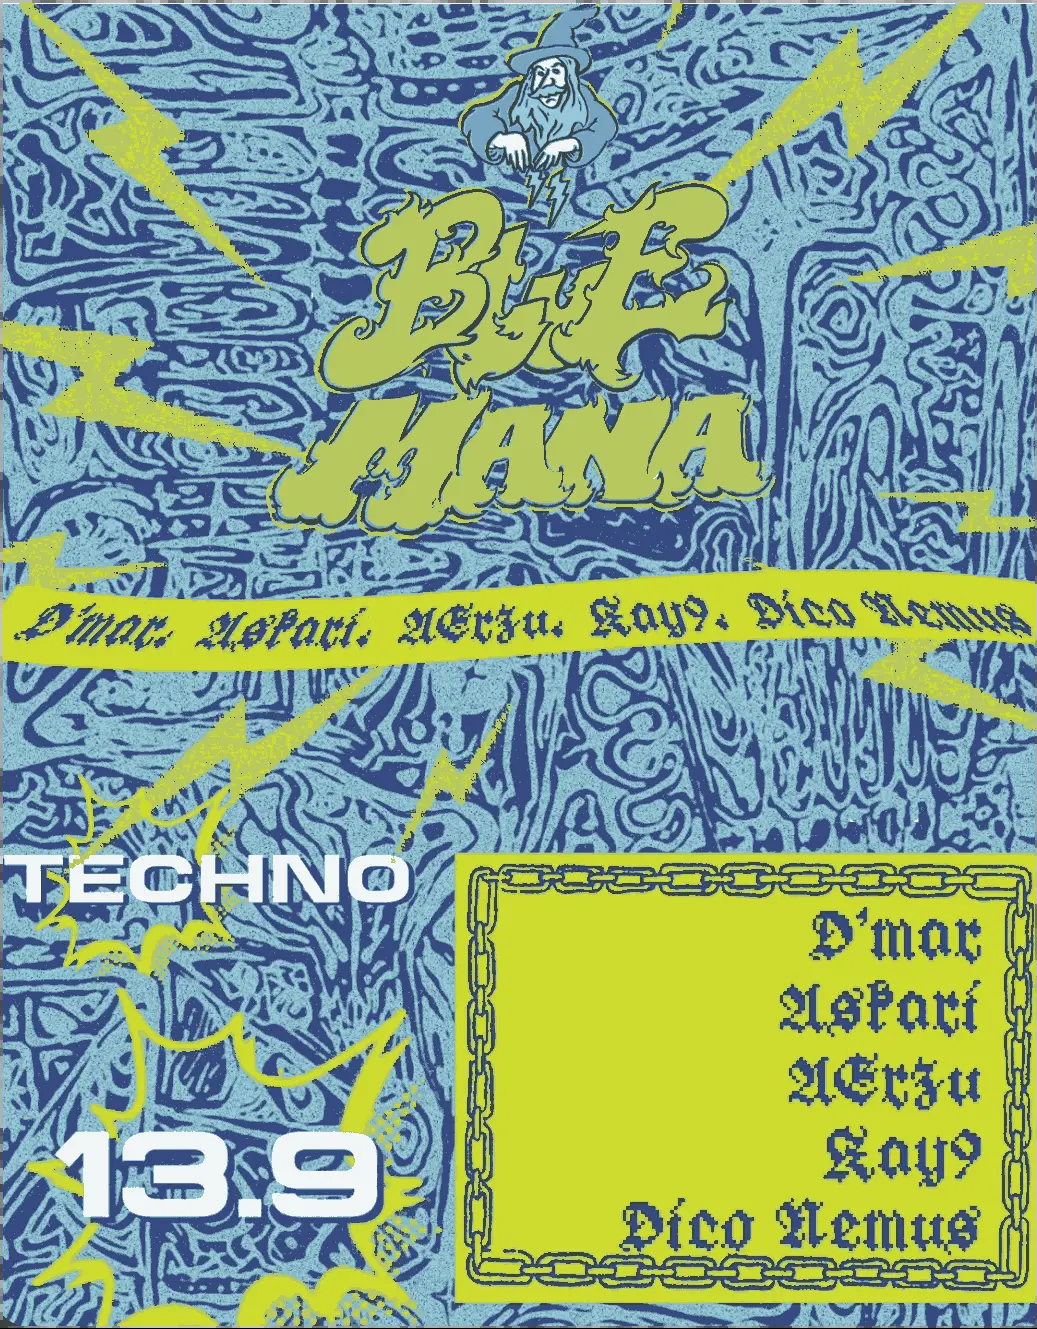 BLUE
MANA
D'mar. Askari. AErzu. Kay9. Dico Nemus
TECHNO
13.9
D'mar
Askari
AErzu
Kay9
Dico Nemus